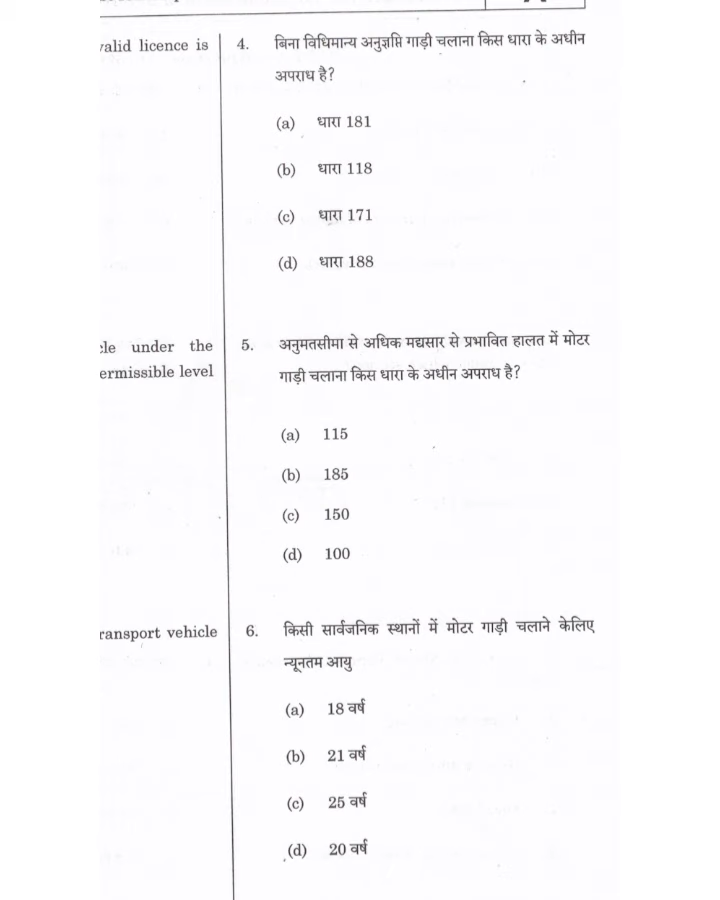 valid licence is
4. बिना विधिमान्य अनुज्ञप्ति गाड़ी चलाना किस धारा के अधीन
अपराध है?
(a) धारा 181
(b) धारा 118
(c) धारा 171
(d) धारा 188
under the
ermissible level
5. अनुमतसीमा से अधिक मद्यसार से प्रभावित हालत में मोटर
गाड़ी चलाना किस धारा के अधीन अपराध है?
(a) 115
(b) 185
(c) 150
(d) 100
ransport vehicle
6. किसी सार्वजनिक स्थानों में मोटर गाड़ी चलाने केलिए
न्यूनतम आयु
(a) 18 वर्ष
(b) 21 वर्ष
(c) 25 वर्ष
(d) 20 वर्ष